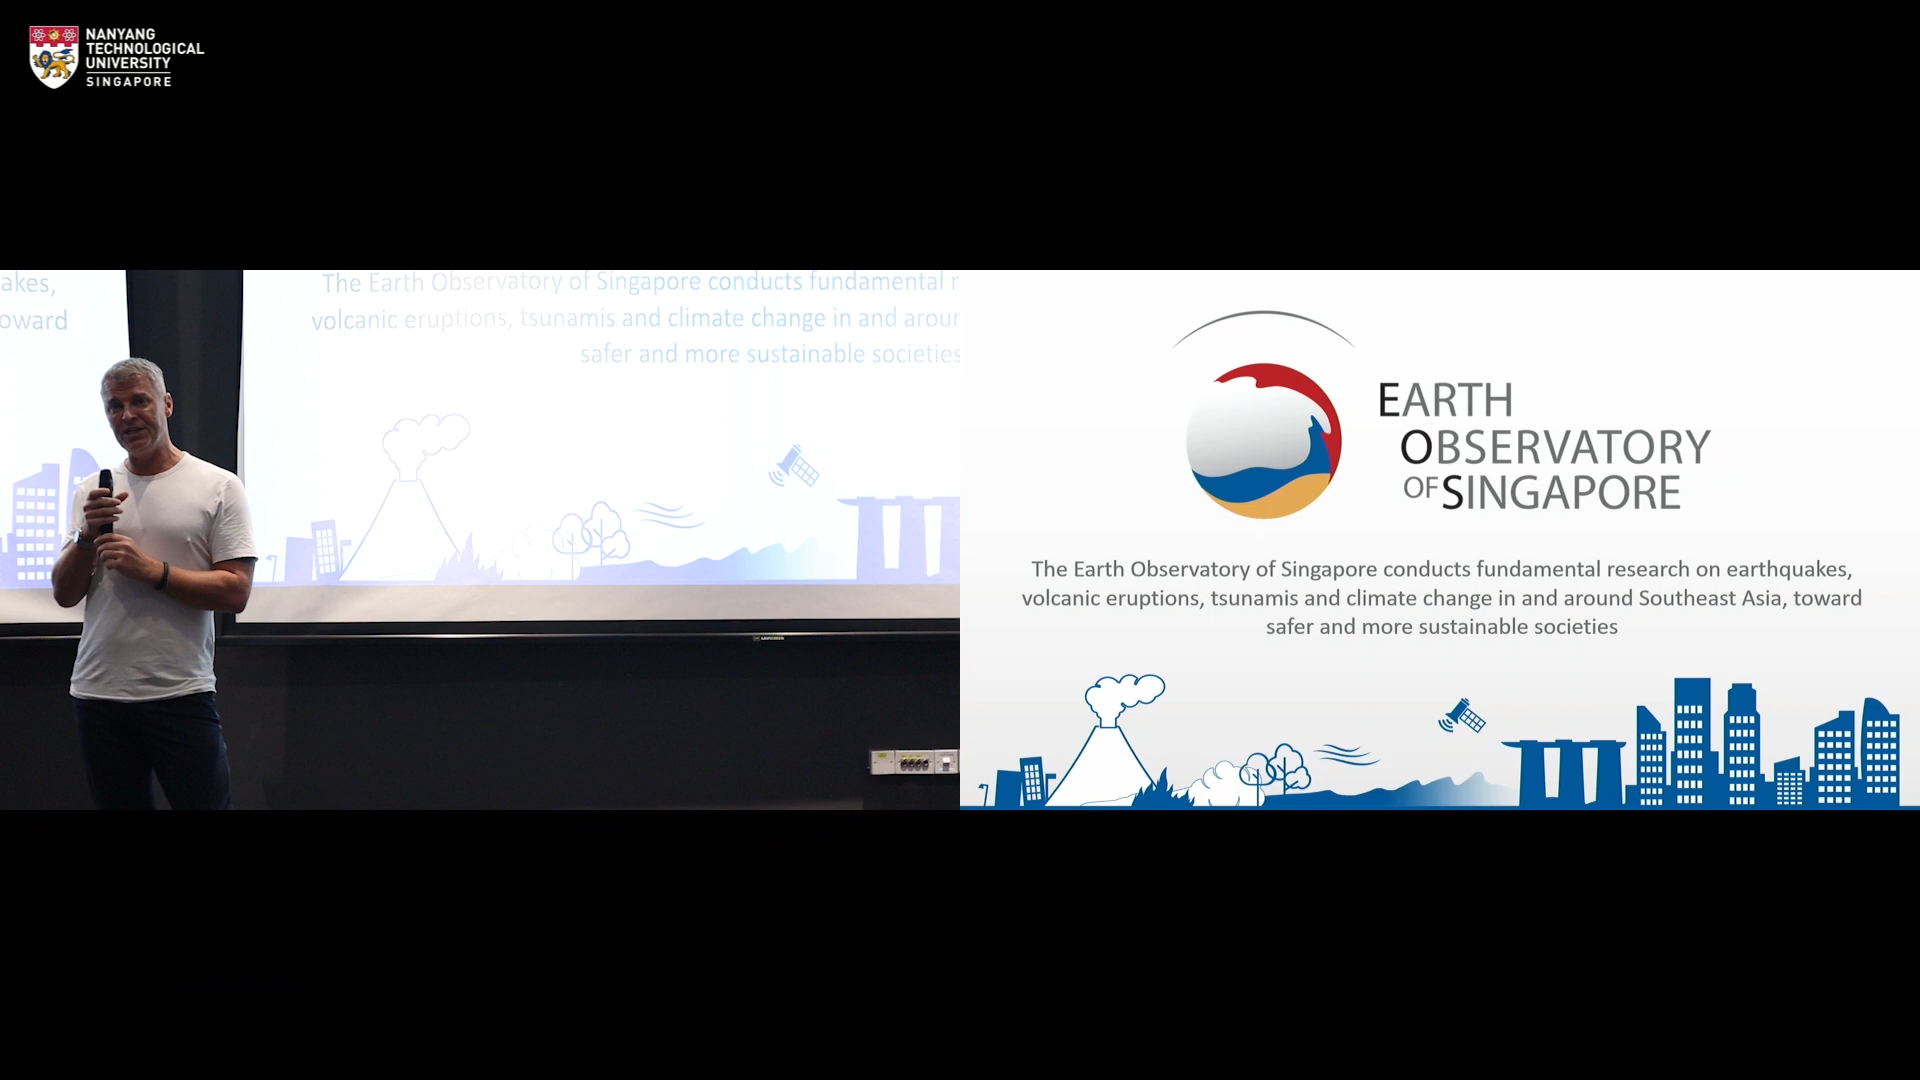 NANYANG
TECHNOLOGICAL
UNIVERSITY
SINGAPORE
akes,
oward
The Earth Observatory of Singapore conducts fundamental r
volcanic eruptions, tsunamis and climate change in and aroun
safer and more sustainable societies
EARTH
OBSERVATORY
OF SINGAPORE
The Earth Observatory of Singapore conducts fundamental research on earthquakes,
volcanic eruptions, tsunamis and climate change in and around Southeast Asia, toward
safer and more sustainable societies